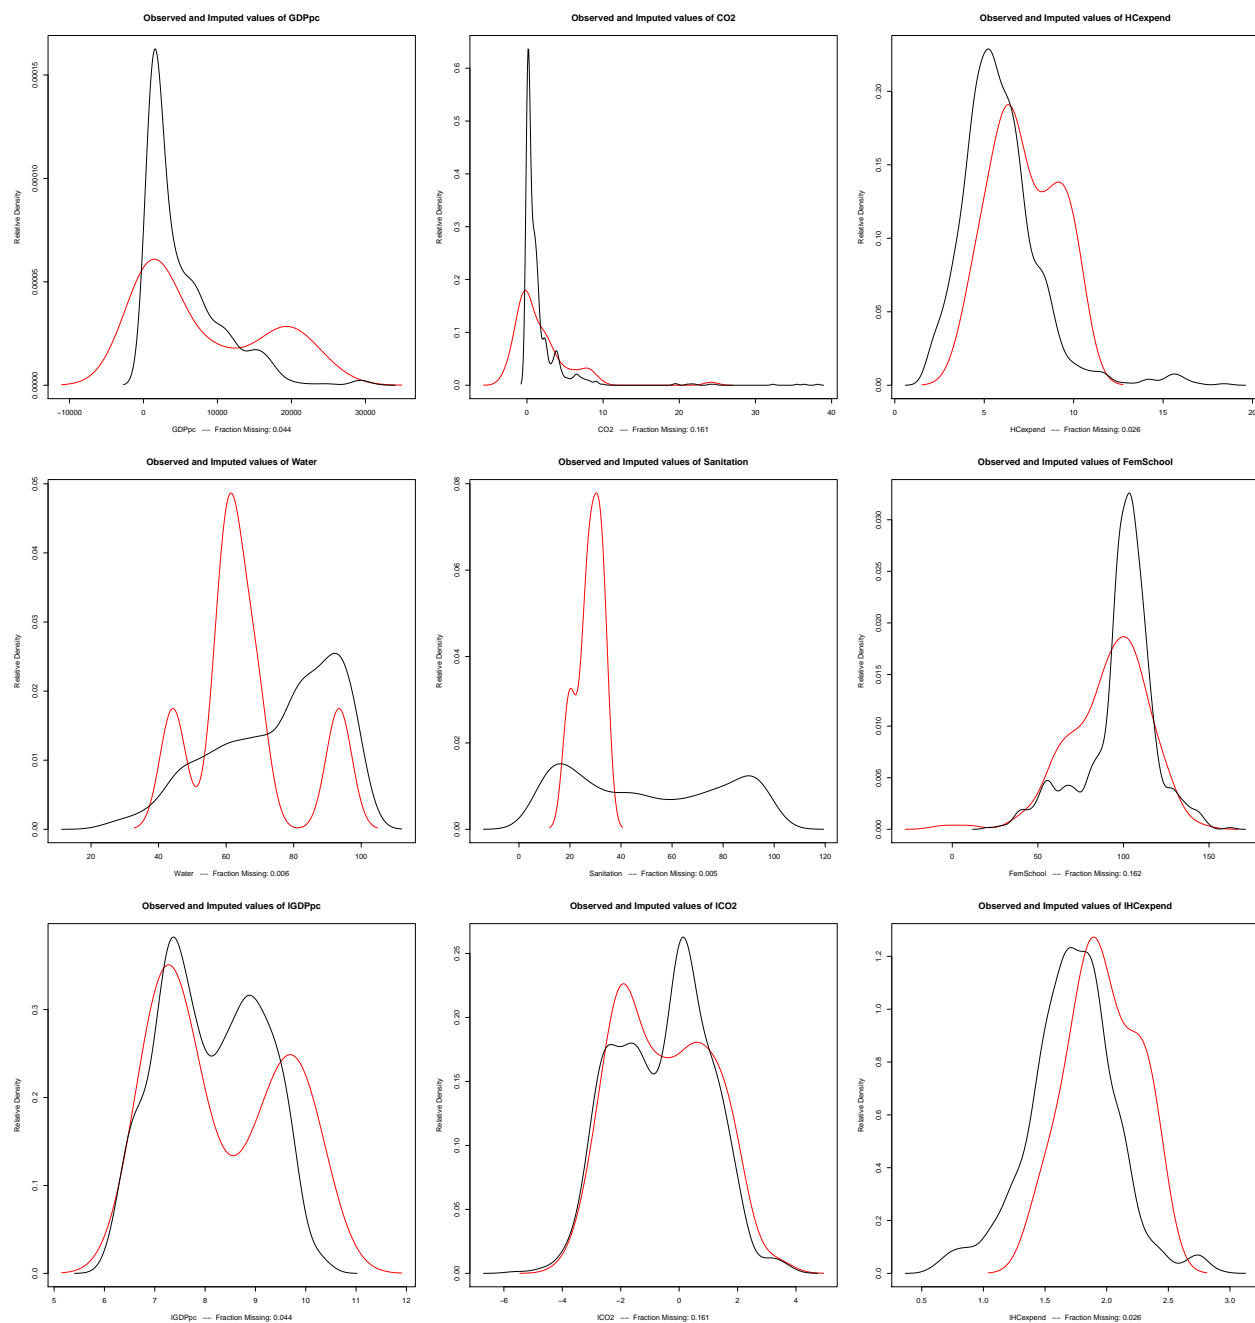 Observed and Imputed values of GDPpc
Relative Density
0.00000
0.00005
0.00010
0.00015
−10000 0 10000 20000 30000
GDPpc −− Fraction Missing: 0.044
Observed and Imputed values of CO2
Relative Density
0.0
0.1
0.2
0.3
0.4
0.5
0.6
0 10 20 30 40
CO2 −− Fraction Missing: 0.161
Observed and Imputed values of HCexpend
Relative Density
0.00
0.05
0.10
0.15
0.20
0 5 10 15 20
HCexpend −− Fraction Missing: 0.026
Observed and Imputed values of Water
Relative Density
0.00
0.01
0.02
0.03
0.04
0.05
20 40 60 80 100
Water −− Fraction Missing: 0.006
Observed and Imputed values of Sanitation
Relative Density
0.00
0.02
0.04
0.06
0.08
0 20 40 60 80 100 120
Sanitation −− Fraction Missing: 0.005
Observed and Imputed values of FemSchool
Relative Density
0.000
0.005
0.010
0.015
0.020
0.025
0.030
0 50 100 150
FemSchool −− Fraction Missing: 0.162
Observed and Imputed values of lGDPpc
Relative Density
0.0
0.1
0.2
0.3
5 6 7 8 9 10 11 12
lGDPpc −− Fraction Missing: 0.044
Observed and Imputed values of lCO2
Relative Density
0.00
0.05
0.10
0.15
0.20
0.25
−6 −4 −2 0 2 4
lCO2 −− Fraction Missing: 0.161
Observed and Imputed values of lHCexpend
Relative Density
0.0
0.2
0.4
0.6
0.8
1.0
1.2
0.5 1.0 1.5 2.0 2.5 3.0
lHCexpend −− Fraction Missing: 0.026